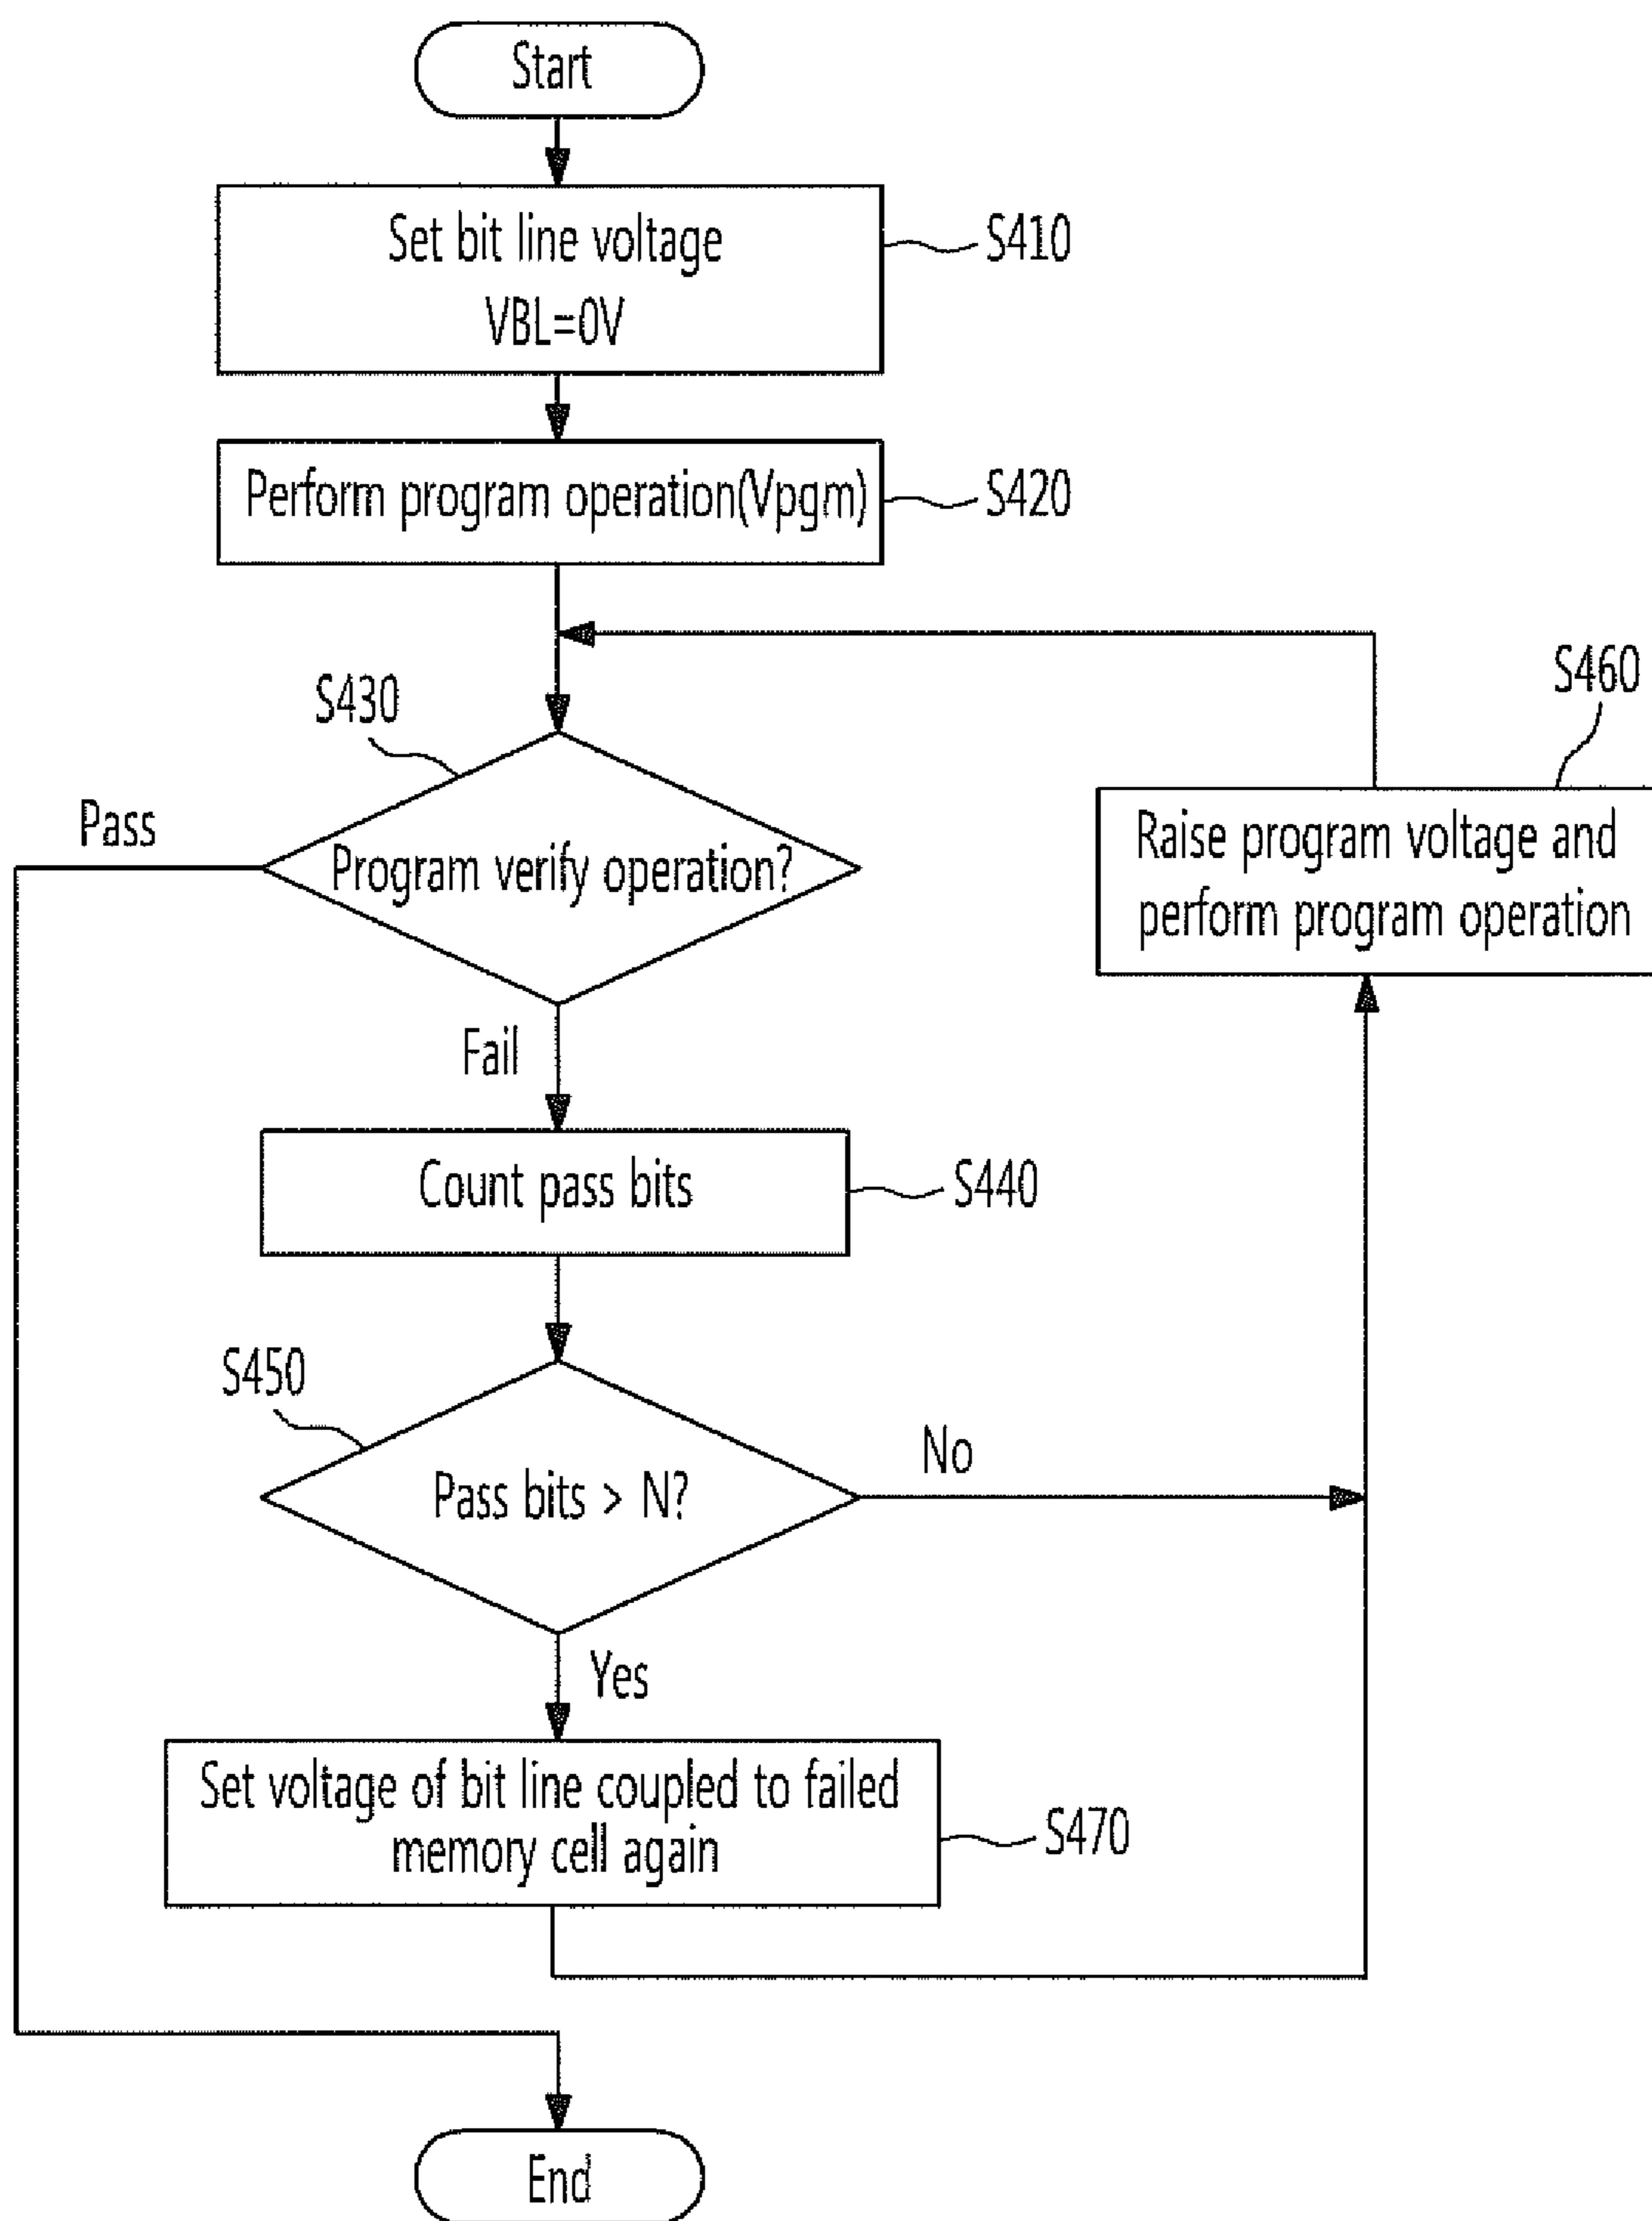 Start
Set bit line voltage
VBL=0V
S410
Perform program operation(Vpgm)
S420
S460
S430
Pass
Program verify operation?
Raise program voltage and
perform program operation
Fail
Count pass bits
S440
S450
No
Pass bits > N?
Yes
Set voltage of bit line coupled to failed
memory cell again
S470
End